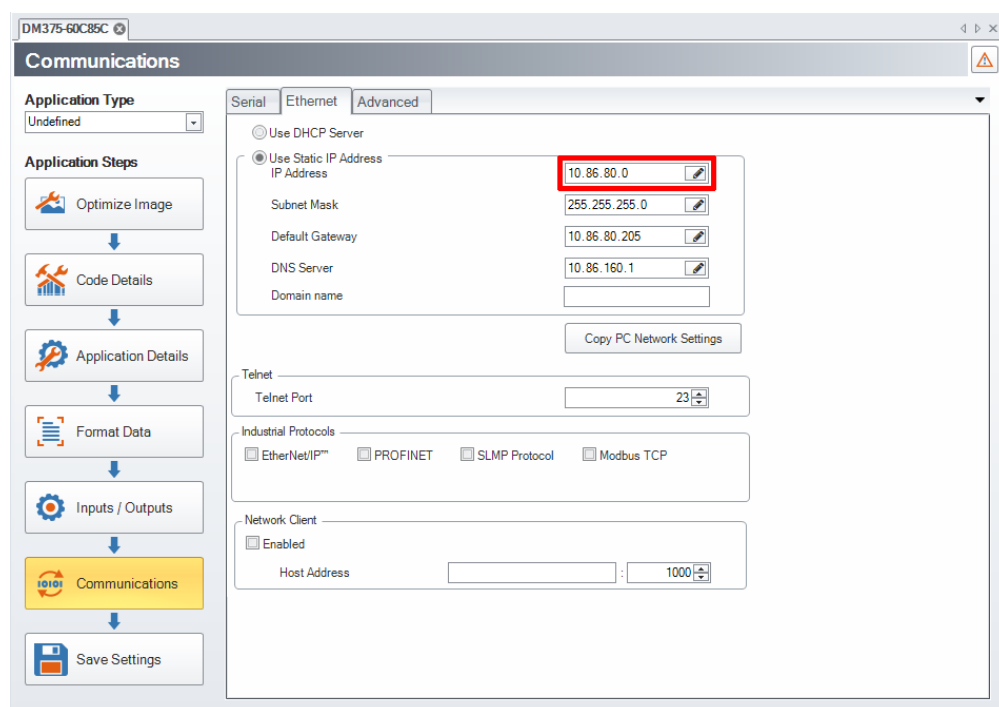 DM375-60C85C
Communications
Application Type
Undefined
Application Steps
Optimize Image
Code Details
Application Details
Format Data
Inputs / Outputs
Communications
Save Settings
Serial Ethernet Advanced
Use DHCP Server
Use Static IP Address
IP Address 10.86.80.0
Subnet Mask 255.255.255.0
Default Gateway 10.86.80.205
DNS Server 10.86.160.1
Domain name
Copy PC Network Settings
Telnet
Telnet Port 23
Industrial Protocols
EtherNet/IP™ PROFINET SLMP Protocol Modbus TCP
Network Client
Enabled
Host Address : 1000